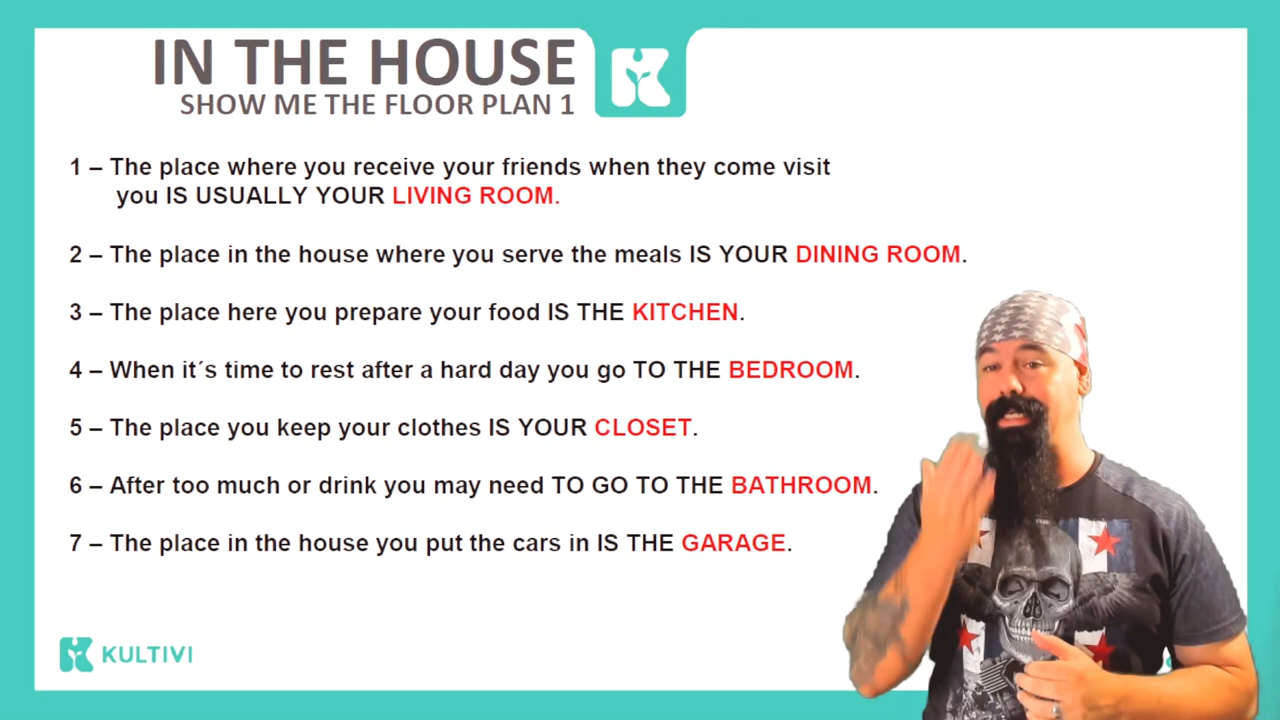 IN THE HOUSE
SHOW ME THE FLOOR PLAN 1
1 – The place where you receive your friends when they come visit
you IS USUALLY YOUR LIVING ROOM.
2 – The place in the house where you serve the meals IS YOUR DINING ROOM.
3 – The place here you prepare your food IS THE KITCHEN.
4 – When it´s time to rest after a hard day you go TO THE BEDROOM.
5 – The place you keep your clothes IS YOUR CLOSET.
6 – After too much or drink you may need TO GO TO THE BATHROOM.
7 – The place in the house you put the cars in IS THE GARAGE.
KULTIVI